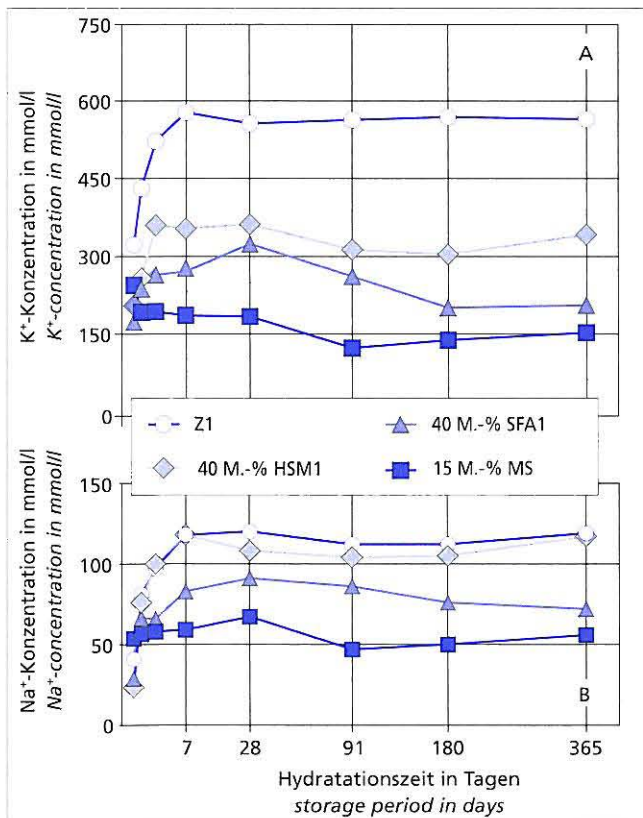 750
A
600
450
300
150
0
K⁺-Konzentration in mmol/l
K⁺-concentration in mmol/l
Z1
40 M.-% SFA1
40 M.-% HSM1
15 M.-% MS
150
100
50
0
B
Na⁺-Konzentration in mmol/l
Na⁺-concentration in mmol/l
7 28 91 180 365
Hydratationszeit in Tagen
storage period in days